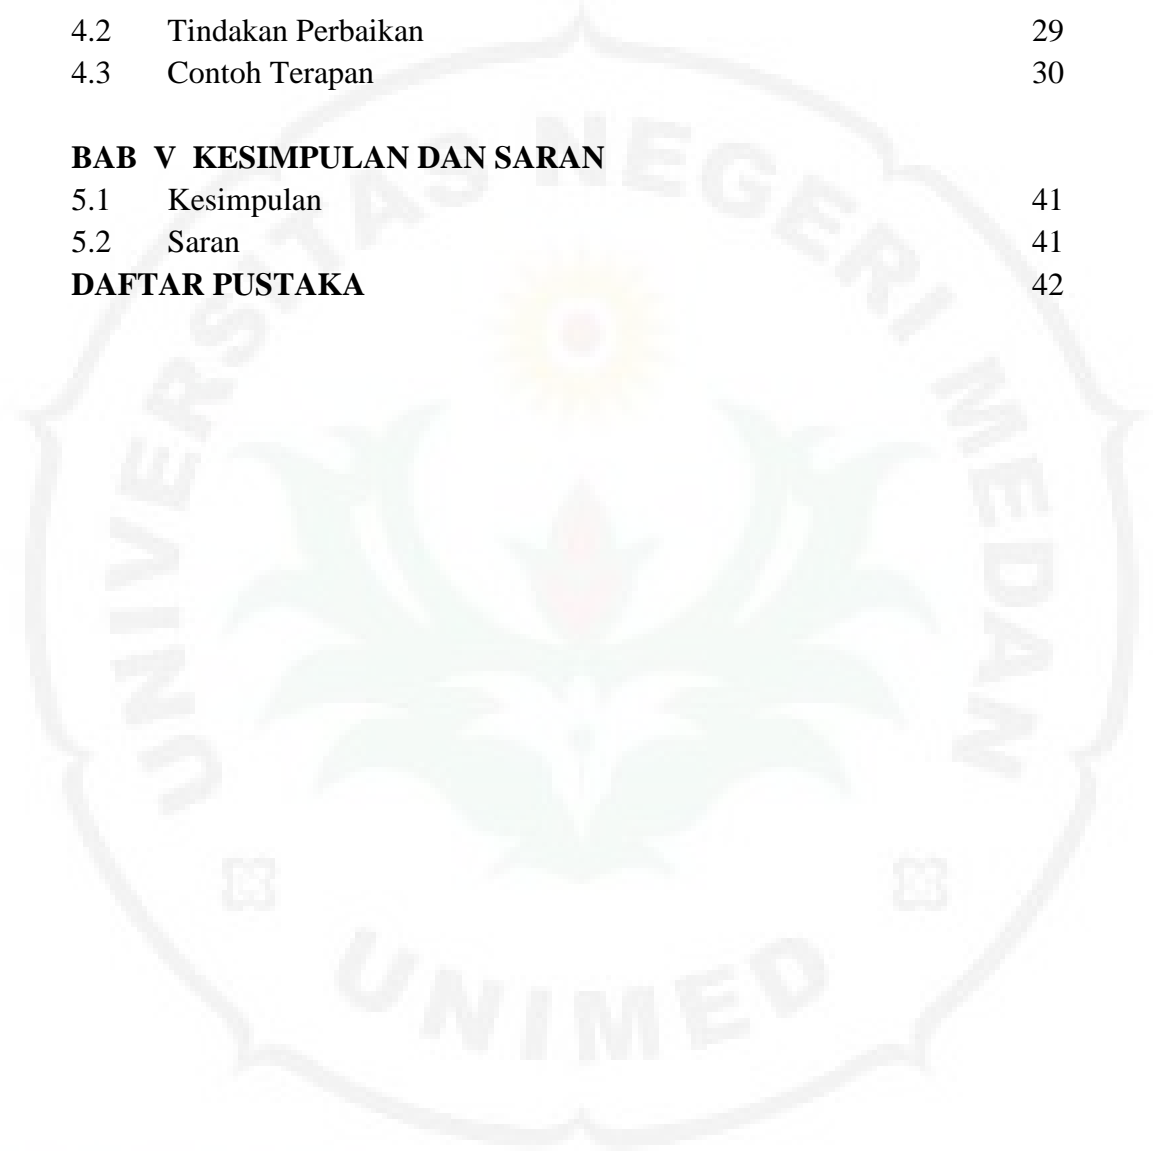 4.2 Tindakan Perbaikan 29
4.3 Contoh Terapan 30
BAB V KESIMPULAN DAN SARAN
5.1 Kesimpulan 41
5.2 Saran 41
DAFTAR PUSTAKA 42
UNIVERSITAS NEGERI MEDAN
UNIMED